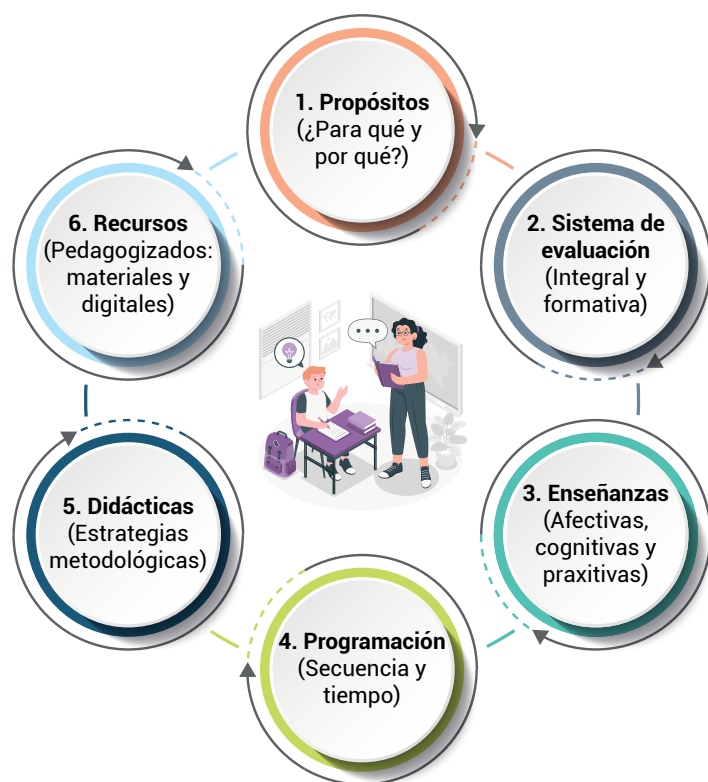 1. Propósitos
(¿Para qué y
por qué?)
2. Sistema de
evaluación
(Integral y
formativa)
3. Enseñanzas
(Afectivas,
cognitivas y
praxitivas)
4. Programación
(Secuencia y
tiempo)
5. Didácticas
(Estrategias
metodológicas)
6. Recursos
(Pedagogizados:
materiales y
digitales)